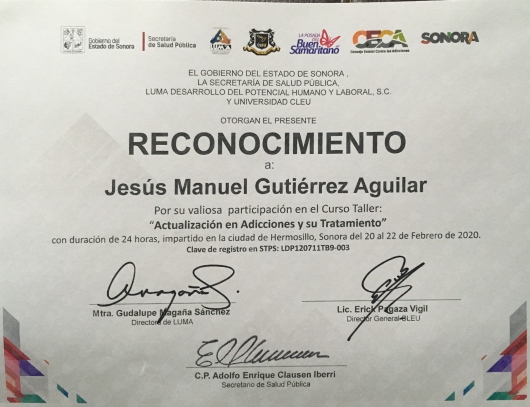 Gobierno del
Estado de Sonora
Secretaría
de Salud Pública
LUMA
LA POSADA DEL
Buen
Samaritano
CECA
SONORA
EL GOBIERNO DEL ESTADO DE SONORA ,
LA SECRETARÍA DE SALUD PÚBLICA,
LUMA DESARROLLO DEL POTENCIAL HUMANO Y LABORAL, S.C.
Y UNIVERSIDAD CLEU
OTORGAN EL PRESENTE
RECONOCIMIENTO
a:
Jesús Manuel Gutiérrez Aguilar
Por su valiosa participación en el Curso Taller:
“Actualización en Adicciones y su Tratamiento”
con duración de 24 horas, impartido en la ciudad de Hermosillo, Sonora del 20 al 22 de Febrero de 2020.
Clave de registro en STPS: LDP120711TB9-003
Mtra. Gudalupe Magaña Sánchez
Directora de LUMA
Lic. Erick Pagaza Vigil
Director General CLEU
C.P. Adolfo Enrique Clausen Iberri
Secretario de Salud Pública